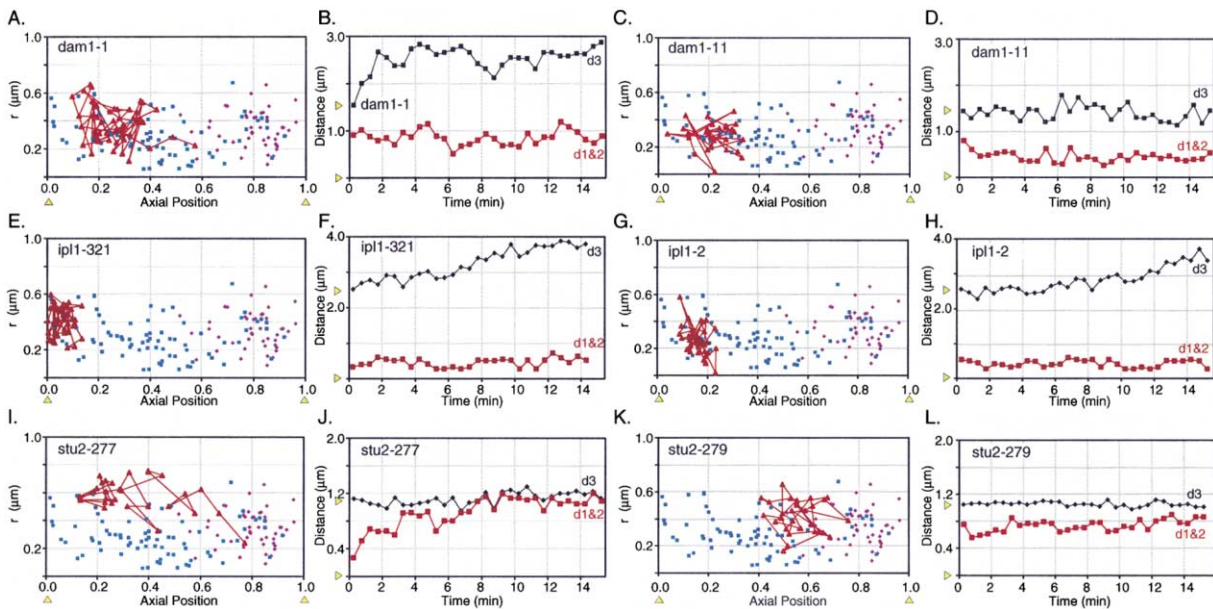 A.
dam1-1
r (μm)
1.0
0.6
0.2
0.0 0.2 0.4 0.6 0.8 1.0
Axial Position
B.
Distance (μm)
3.0
1.0
0
d3
dam1-1
d1&2
0 2 4 6 8 10 12 14
Time (min)
C.
dam1-11
r (μm)
1.0
0.6
0.2
0.0 0.2 0.4 0.6 0.8 1.0
Axial Position
D.
dam1-11
Distance (μm)
3.0
1.0
0
d3
d1&2
0 2 4 6 8 10 12 14
Time (min)
E.
ipl1-321
r (μm)
1.0
0.6
0.2
0.0 0.2 0.4 0.6 0.8 1.0
Axial Position
F.
ipl1-321
Distance (μm)
4.0
2.0
0
d3
d1&2
0 2 4 6 8 10 12 14
Time (min)
G.
ipl1-2
r (μm)
1.0
0.6
0.2
0.0 0.2 0.4 0.6 0.8 1.0
Axial Position
H.
ipl1-2
Distance (μm)
4.0
2.0
0
d3
d1&2
0 2 4 6 8 10 12 14
Time (min)
I.
stu2-277
r (μm)
1.0
0.6
0.2
0.0 0.2 0.4 0.6 0.8 1.0
Axial Position
J.
stu2-277
Distance (μm)
2.0
1.2
0.4
d3
d1&2
0 2 4 6 8 10 12 14
Time (min)
K.
stu2-279
r (μm)
1.0
0.6
0.2
0.0 0.2 0.4 0.6 0.8 1.0
Axial Position
L.
stu2-279
Distance (μm)
2.0
1.2
0.4
d3
d1&2
0 2 4 6 8 10 12 14
Time (min)